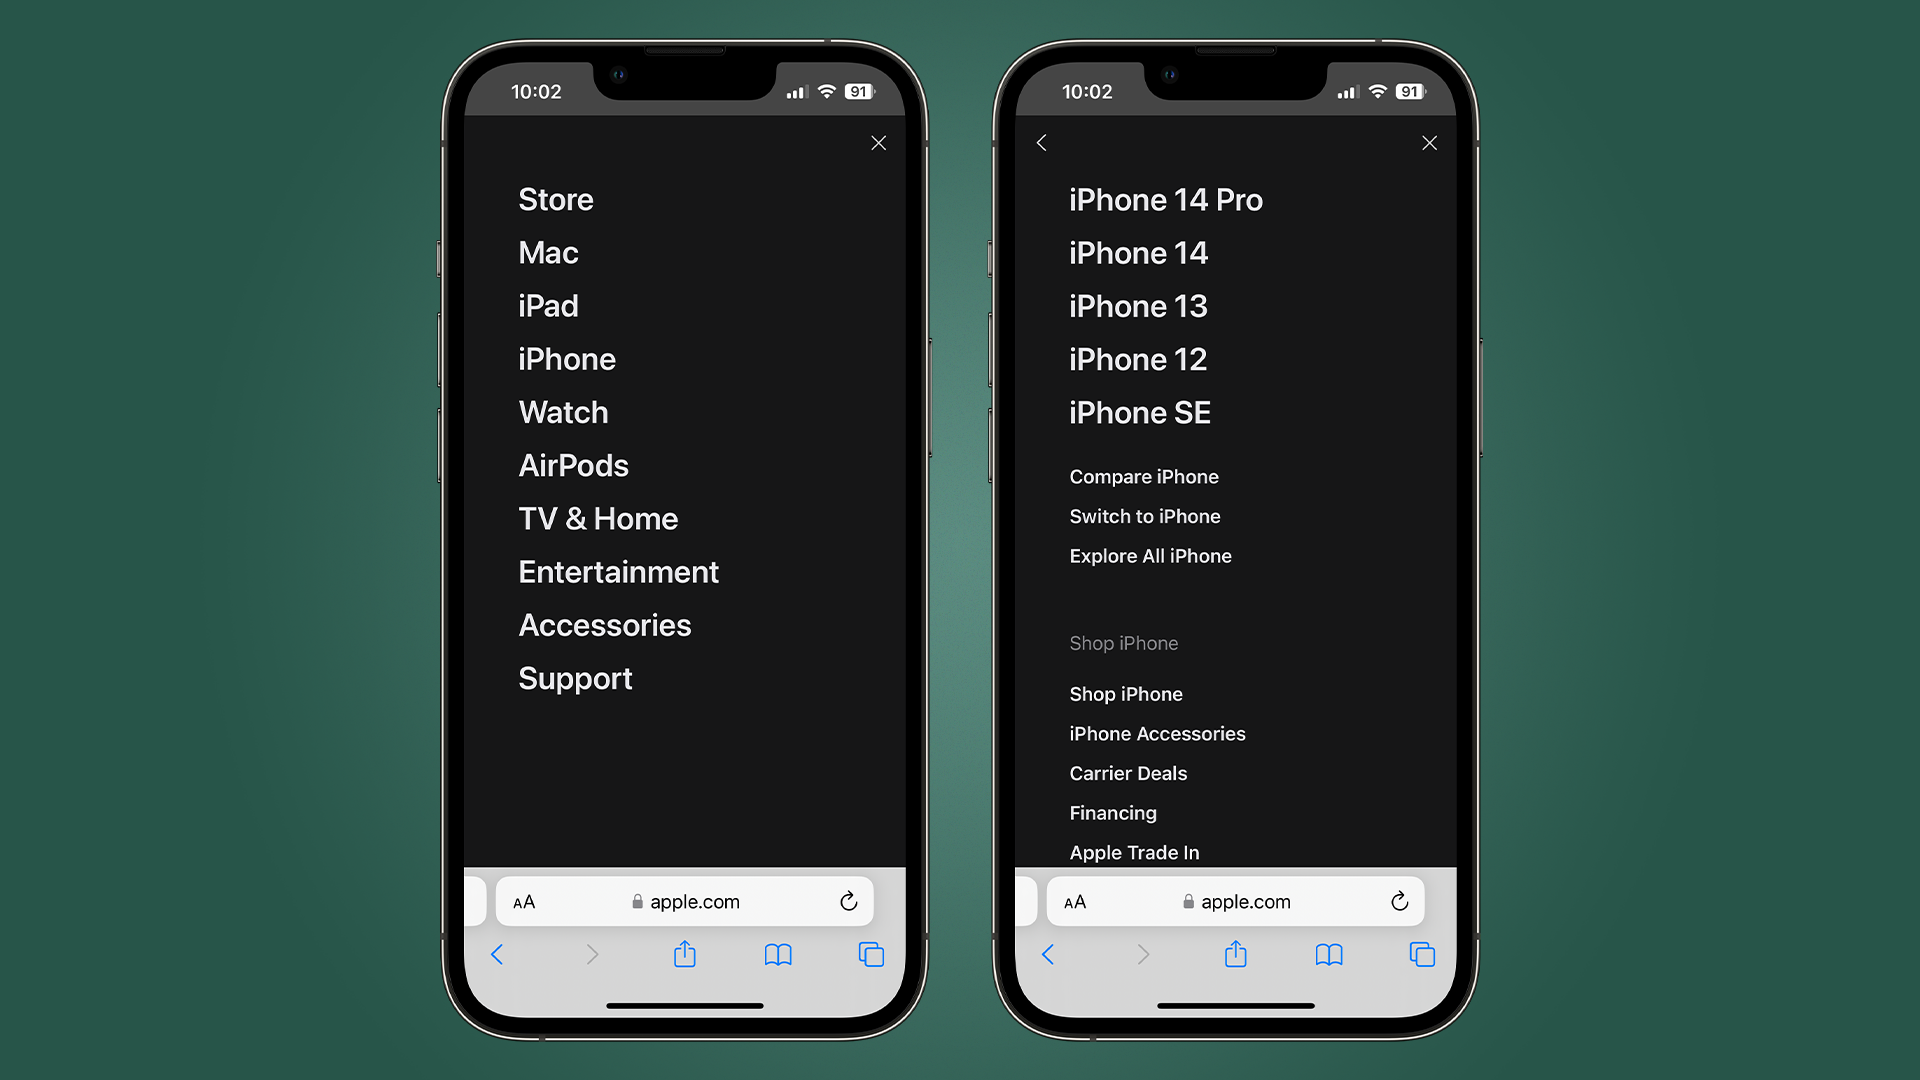 10:02
91
Store
Mac
iPad
iPhone
Watch
AirPods
TV & Home
Entertainment
Accessories
Support
AA
apple.com
10:02
91
iPhone 14 Pro
iPhone 14
iPhone 13
iPhone 12
iPhone SE
Compare iPhone
Switch to iPhone
Explore All iPhone
Shop iPhone
Shop iPhone
iPhone Accessories
Carrier Deals
Financing
Apple Trade In
AA
apple.com